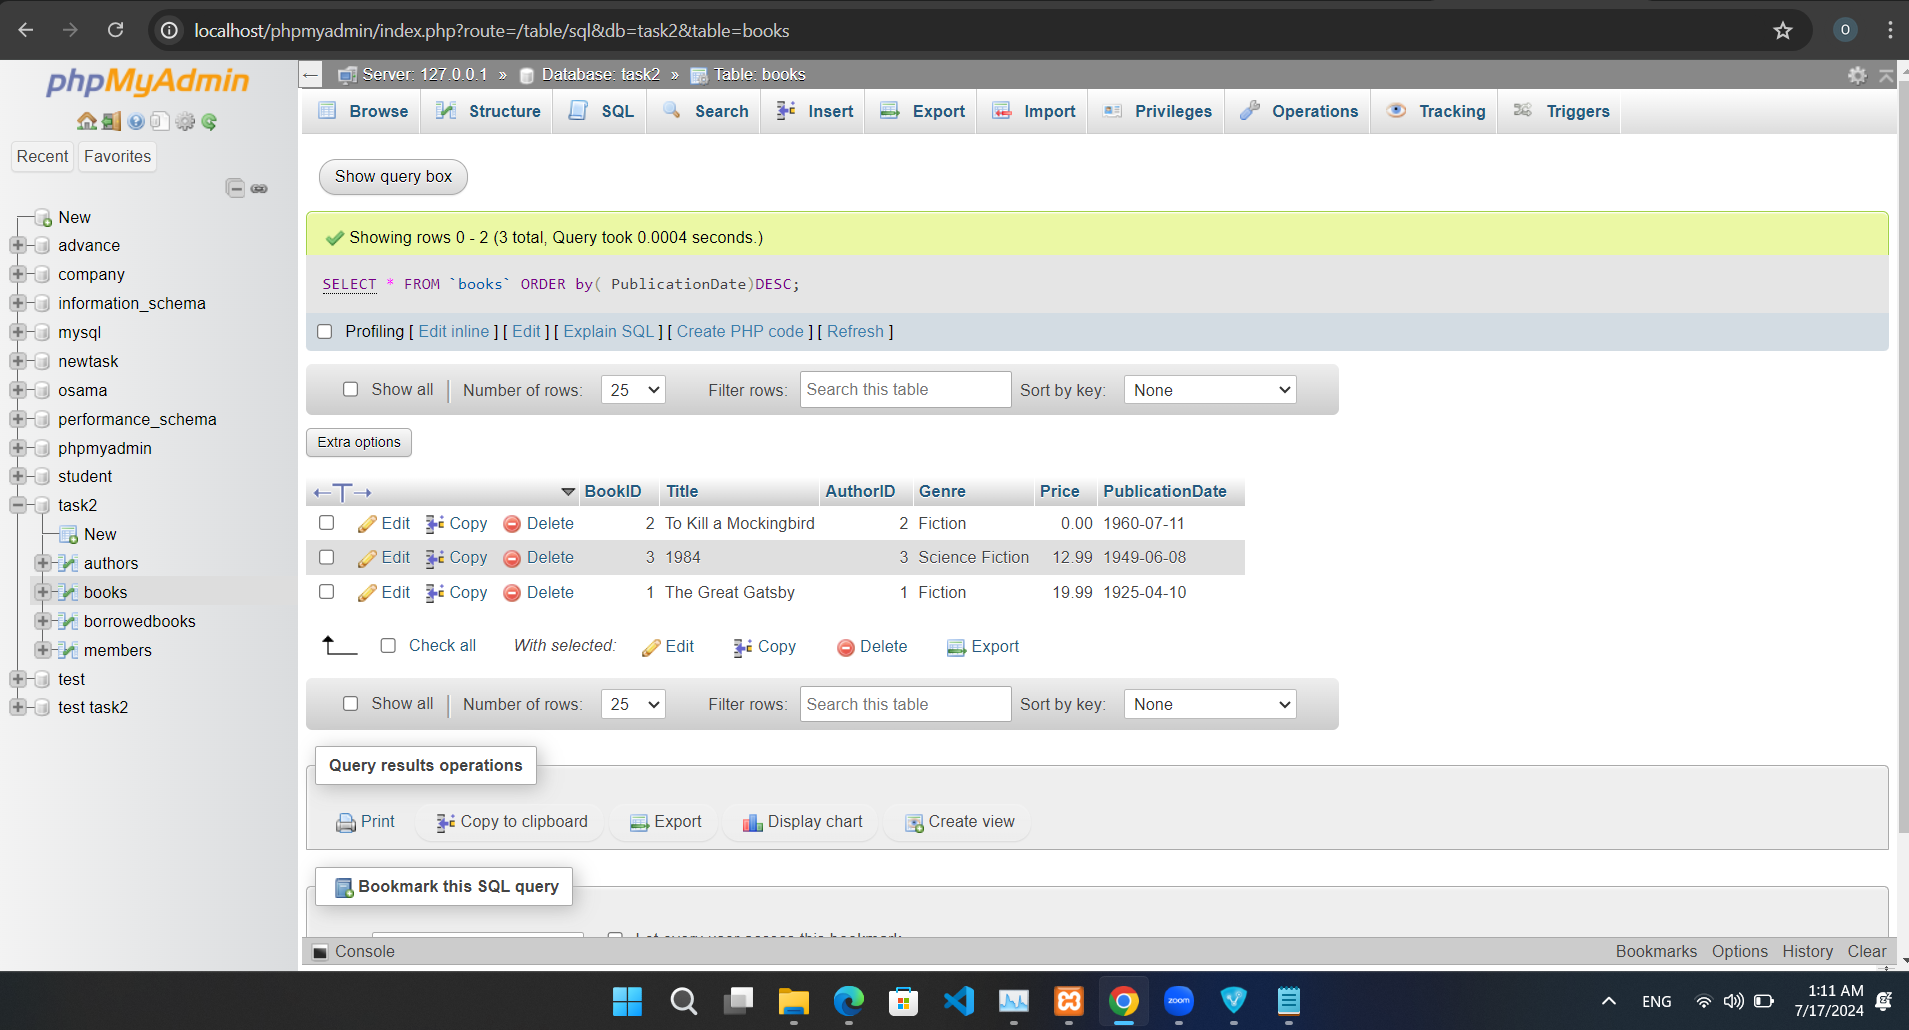 localhost/phpmyadmin/index.php?route=/table/sql&db=task2&table=books
O
phpMyAdmin
Recent Favorites
New
advance
company
information_schema
mysql
newtask
osama
performance_schema
phpmyadmin
student
task2
New
authors
books
borrowedbooks
members
test
test task2
Server: 127.0.0.1 » Database: task2 » Table: books
Browse Structure SQL Search Insert Export Import Privileges Operations Tracking Triggers
Show query box
Showing rows 0 - 2 (3 total, Query took 0.0004 seconds.)
SELECT * FROM `books` ORDER by( PublicationDate)DESC;
Profiling [ Edit inline ] [ Edit ] [ Explain SQL ] [ Create PHP code ] [ Refresh ]
Show all Number of rows: 25 Filter rows: Search this table Sort by key: None
Extra options
BookID Title AuthorID Genre Price PublicationDate
Edit Copy Delete 2 To Kill a Mockingbird 2 Fiction 0.00 1960-07-11
Edit Copy Delete 3 1984 3 Science Fiction 12.99 1949-06-08
Edit Copy Delete 1 The Great Gatsby 1 Fiction 19.99 1925-04-10
Check all With selected: Edit Copy Delete Export
Show all Number of rows: 25 Filter rows: Search this table Sort by key: None
Query results operations
Print Copy to clipboard Export Display chart Create view
Bookmark this SQL query
Console Bookmarks Options History Clear
zoom
ENG
1:11 AM
7/17/2024